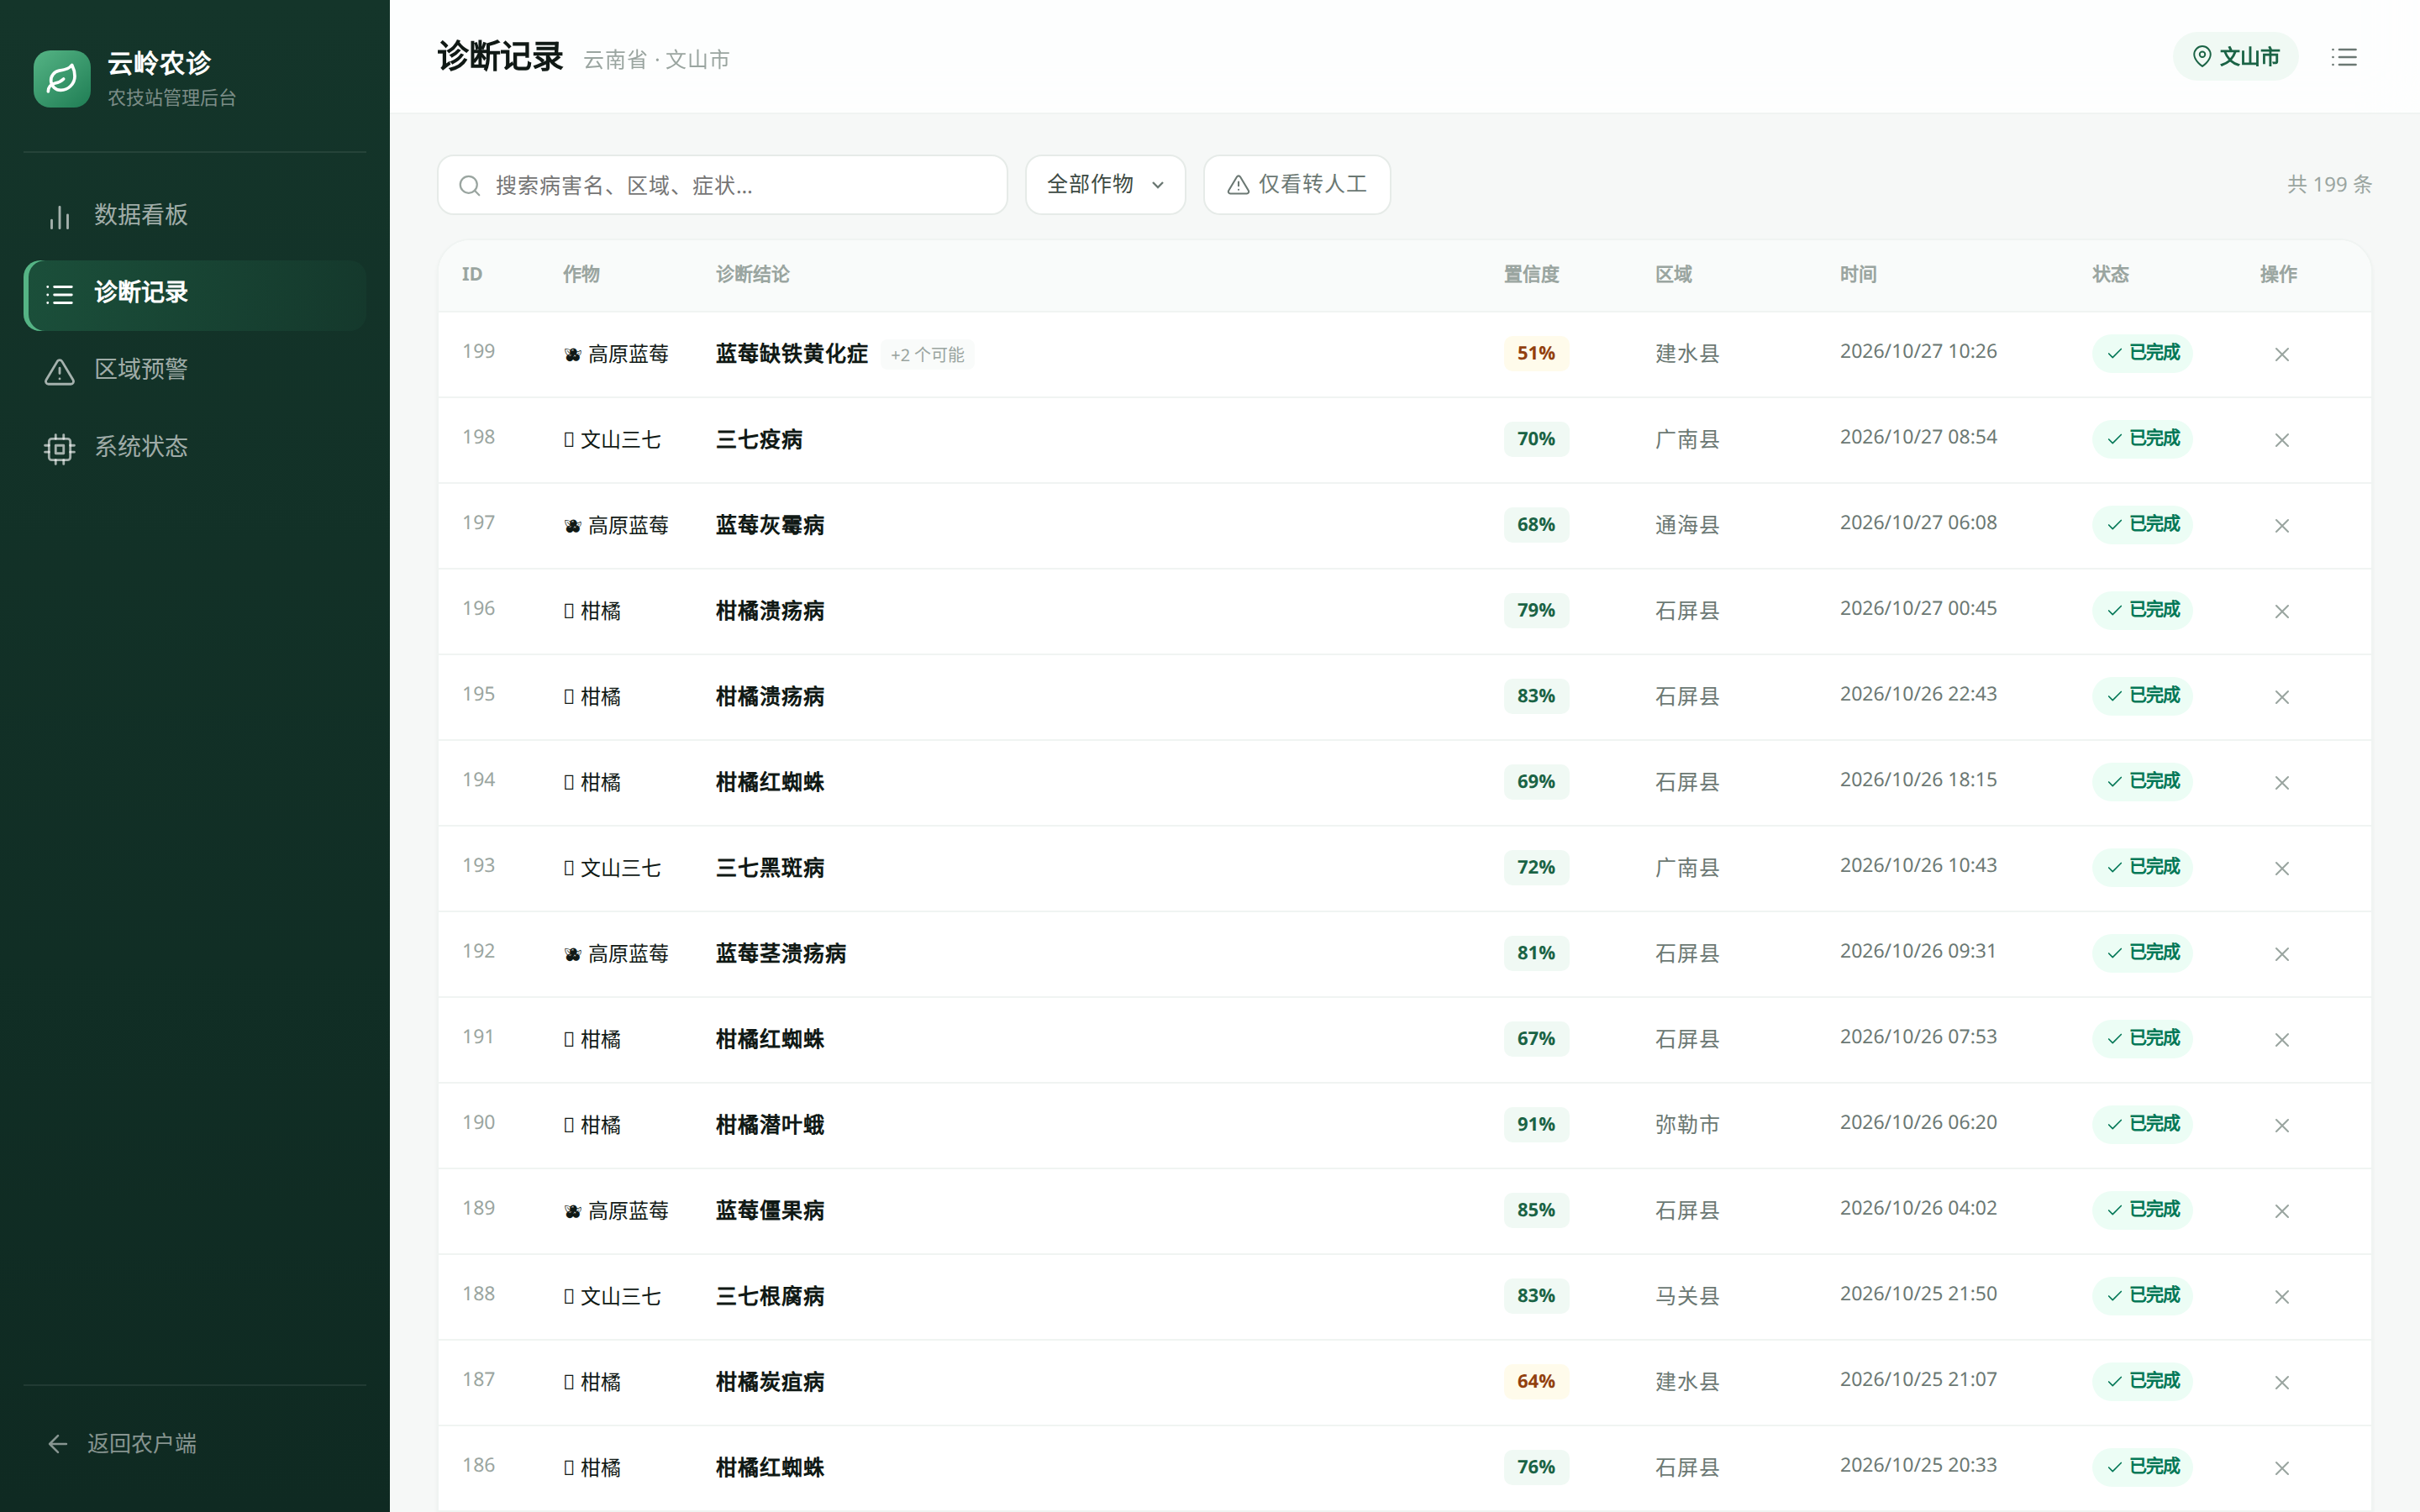 云岭农诊
农技站管理后台
数据看板
诊断记录
区域预警
系统状态
返回农户端
诊断记录 云南省 · 文山市
文山市
搜索病害名、区域、症状...
全部作物
仅看转人工
共 199 条
ID 作物 诊断结论 置信度 区域 时间 状态 操作
199 高原蓝莓 蓝莓缺铁黄化症 +2 个可能 51% 建水县 2026/10/27 10:26 已完成
198 文山三七 三七疫病 70% 广南县 2026/10/27 08:54 已完成
197 高原蓝莓 蓝莓灰霉病 68% 通海县 2026/10/27 06:08 已完成
196 柑橘 柑橘溃疡病 79% 石屏县 2026/10/27 00:45 已完成
195 柑橘 柑橘溃疡病 83% 石屏县 2026/10/26 22:43 已完成
194 柑橘 柑橘红蜘蛛 69% 石屏县 2026/10/26 18:15 已完成
193 文山三七 三七黑斑病 72% 广南县 2026/10/26 10:43 已完成
192 高原蓝莓 蓝莓茎溃疡病 81% 石屏县 2026/10/26 09:31 已完成
191 柑橘 柑橘红蜘蛛 67% 石屏县 2026/10/26 07:53 已完成
190 柑橘 柑橘潜叶蛾 91% 弥勒市 2026/10/26 06:20 已完成
189 高原蓝莓 蓝莓僵果病 85% 石屏县 2026/10/26 04:02 已完成
188 文山三七 三七根腐病 83% 马关县 2026/10/25 21:50 已完成
187 柑橘 柑橘炭疽病 64% 建水县 2026/10/25 21:07 已完成
186 柑橘 柑橘红蜘蛛 76% 石屏县 2026/10/25 20:33 已完成